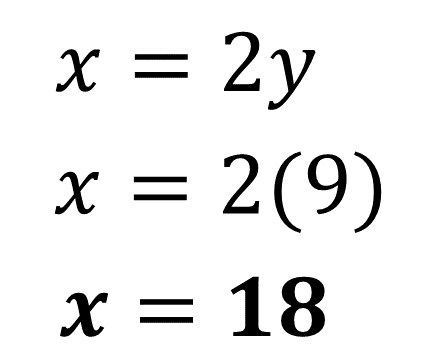 x = 2y
x = 2(9)
x = 18